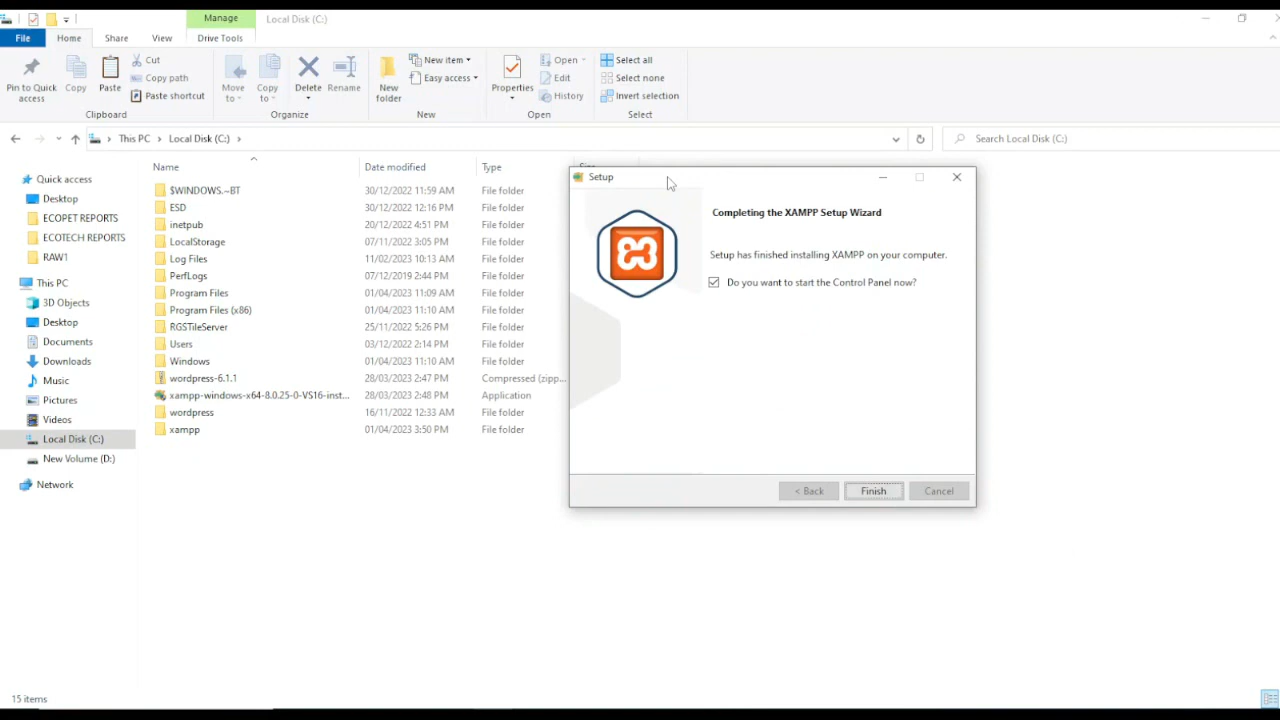 Manage
Local Disk (C:)
File
Home
Share
View
Drive Tools
Pin to Quick access
Copy
Paste
Cut
Copy path
Paste shortcut
Clipboard
Move to
Copy to
Delete
Rename
Organize
New folder
New item
Easy access
New
Properties
Open
Edit
History
Open
Select all
Select none
Invert selection
Select
This PC
Local Disk (C:)
Search Local Disk (C:)
Quick access
Desktop
ECOPET REPORTS
ECOTECH REPORTS
RAW1
This PC
3D Objects
Desktop
Documents
Downloads
Music
Pictures
Videos
Local Disk (C:)
New Volume (D:)
Network
Name Date modified Type Size
$WINDOWS.~BT 30/12/2022 11:59 AM File folder
ESD 30/12/2022 12:16 PM File folder
inetpub 20/12/2022 4:51 PM File folder
LocalStorage 07/11/2022 3:05 PM File folder
Log Files 11/02/2023 10:13 AM File folder
PerfLogs 07/12/2019 2:44 PM File folder
Program Files 01/04/2023 11:09 AM File folder
Program Files (x86) 01/04/2023 11:10 AM File folder
RGSTileServer 25/11/2022 5:26 PM File folder
Users 03/12/2022 2:14 PM File folder
Windows 01/04/2023 11:10 AM File folder
wordpress-6.1.1 28/03/2023 2:47 PM Compressed (zipp...
xampp-windows-x64-8.0.25-0-VS16-inst... 28/03/2023 2:48 PM Application
wordpress 16/11/2022 12:33 AM File folder
xampp 01/04/2023 3:50 PM File folder
Setup
Completing the XAMPP Setup Wizard
Setup has finished installing XAMPP on your computer.
Do you want to start the Control Panel now?
< Back
Finish
Cancel
15 items